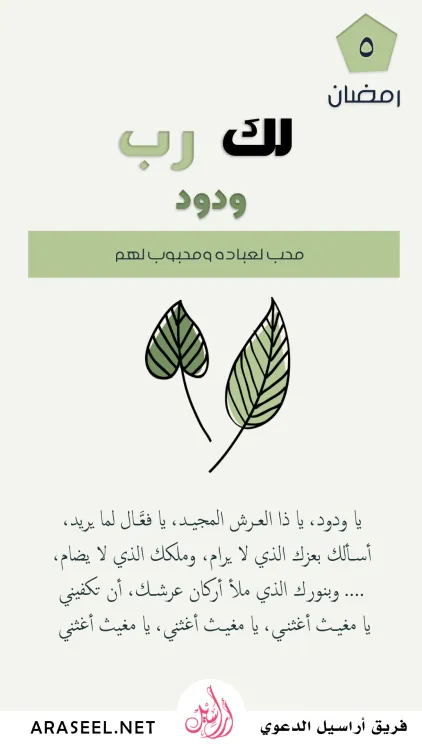 ٥
رمضان
لك رب
ودود
محب لعباده ومحبوب لهم
يا ودود، يا ذا العرش المجيد، يا فعَّال لما يريد،
أسألك بعزك الذي لا يرام، وملكك الذي لا يضام،
وبنورك الذي ملأ أركان عرشك، أن تكفيني ....
يا مغيث أغثني، يا مغيث أغثني، يا مغيث أغثني
فريق أراسيل الدعوي
أراسيل
ARASEEL.NET